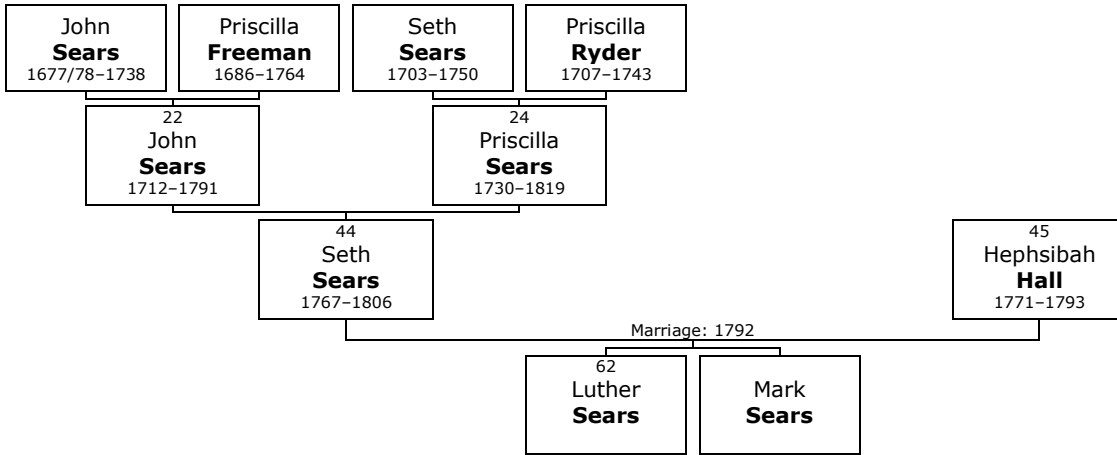 John
Sears
1677/78–1738
Priscilla
Freeman
1686–1764
Seth
Sears
1703–1750
Priscilla
Ryder
1707–1743
22
John
Sears
1712–1791
24
Priscilla
Sears
1730–1819
44
Seth
Sears
1767–1806
45
Hephsibah
Hall
1771–1793
Marriage: 1792
62
Luther
Sears
Mark
Sears